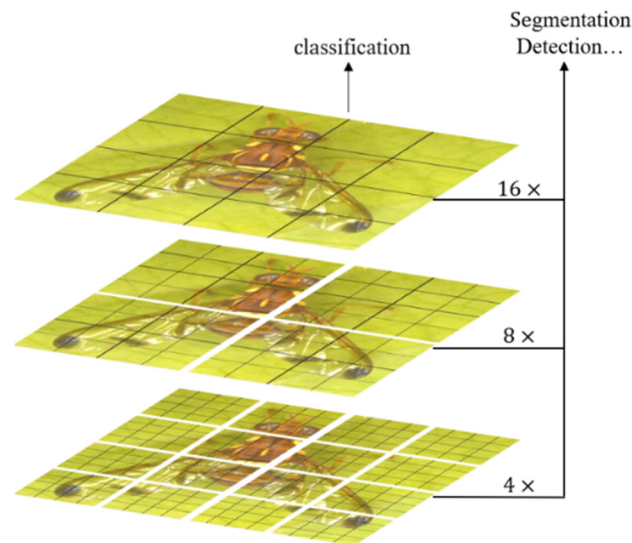 Segmentation
Detection…
classification
16 ×
8 ×
4 ×